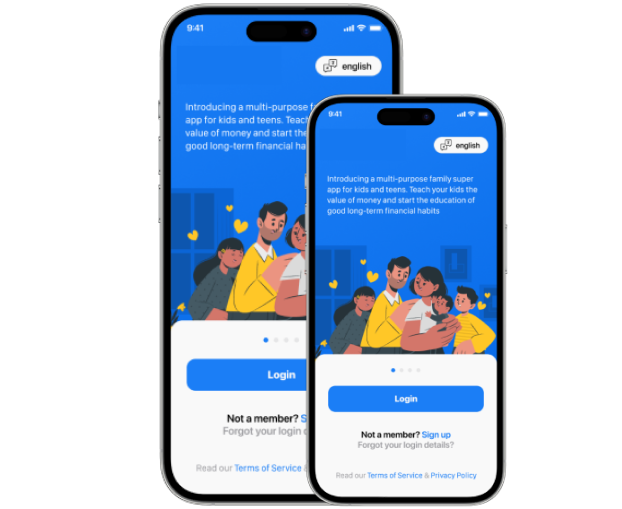 9:41
english
Introducing a multi-purpose f
app for kids and teens. Teach
value of money and start the
good long-term financial ha
Login
Not a member? S
Forgot your login d
Read our Terms of Service &
9:41
english
Introducing a multi-purpose family super
app for kids and teens. Teach your kids the
value of money and start the education of
good long-term financial habits
Login
Not a member? Sign up
Forgot your login details?
Read our Terms of Service & Privacy Policy